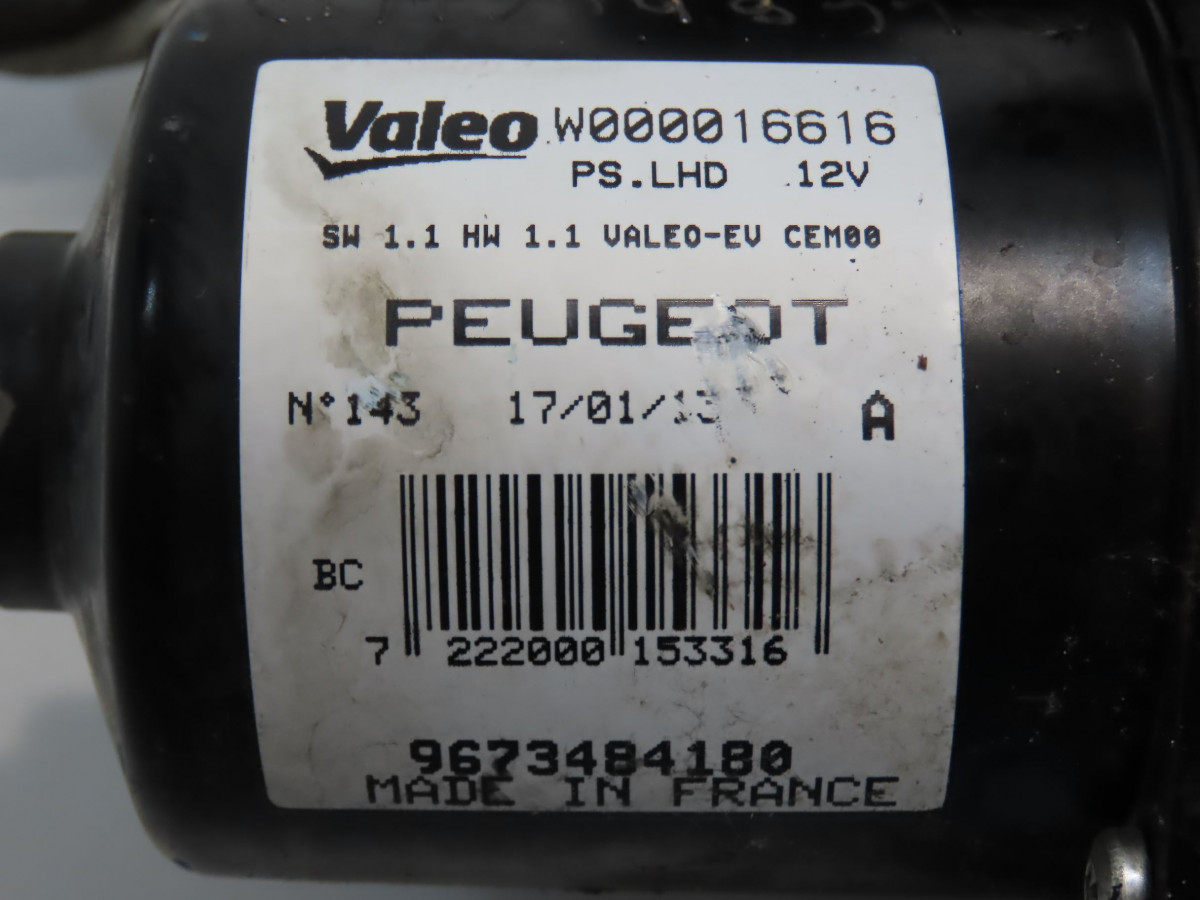 Valeo W000016616
PS.LHD .12V
SW 1.1 HW 1.1 VALEO-EV CEM00
PEUGEOT
N°143 17/01/13 A
BC
7 222000 153316
9673484180
MADE IN FRANCE